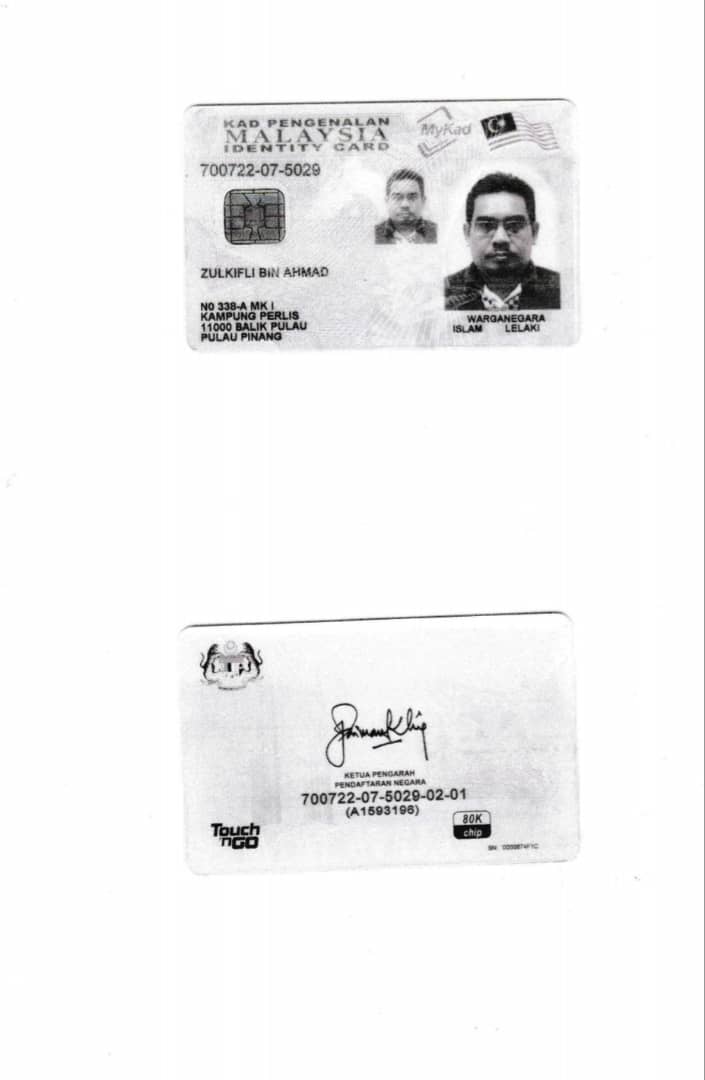 KAD PENGENALAN
MALAYSIA
IDENTITY CARD
MyKad
700722-07-5029
ZULKIFLI BIN AHMAD
NO 338-A MK I
KAMPUNG PERLIS
11000 BALIK PULAU
PULAU PINANG
WARGANEGARA
ISLAM LELAKI
KETUA PENGARAH
PENDAFTARAN NEGARA
700722-07-5029-02-01
(A1593196)
Touch
'nGO
80K
chip
SN: